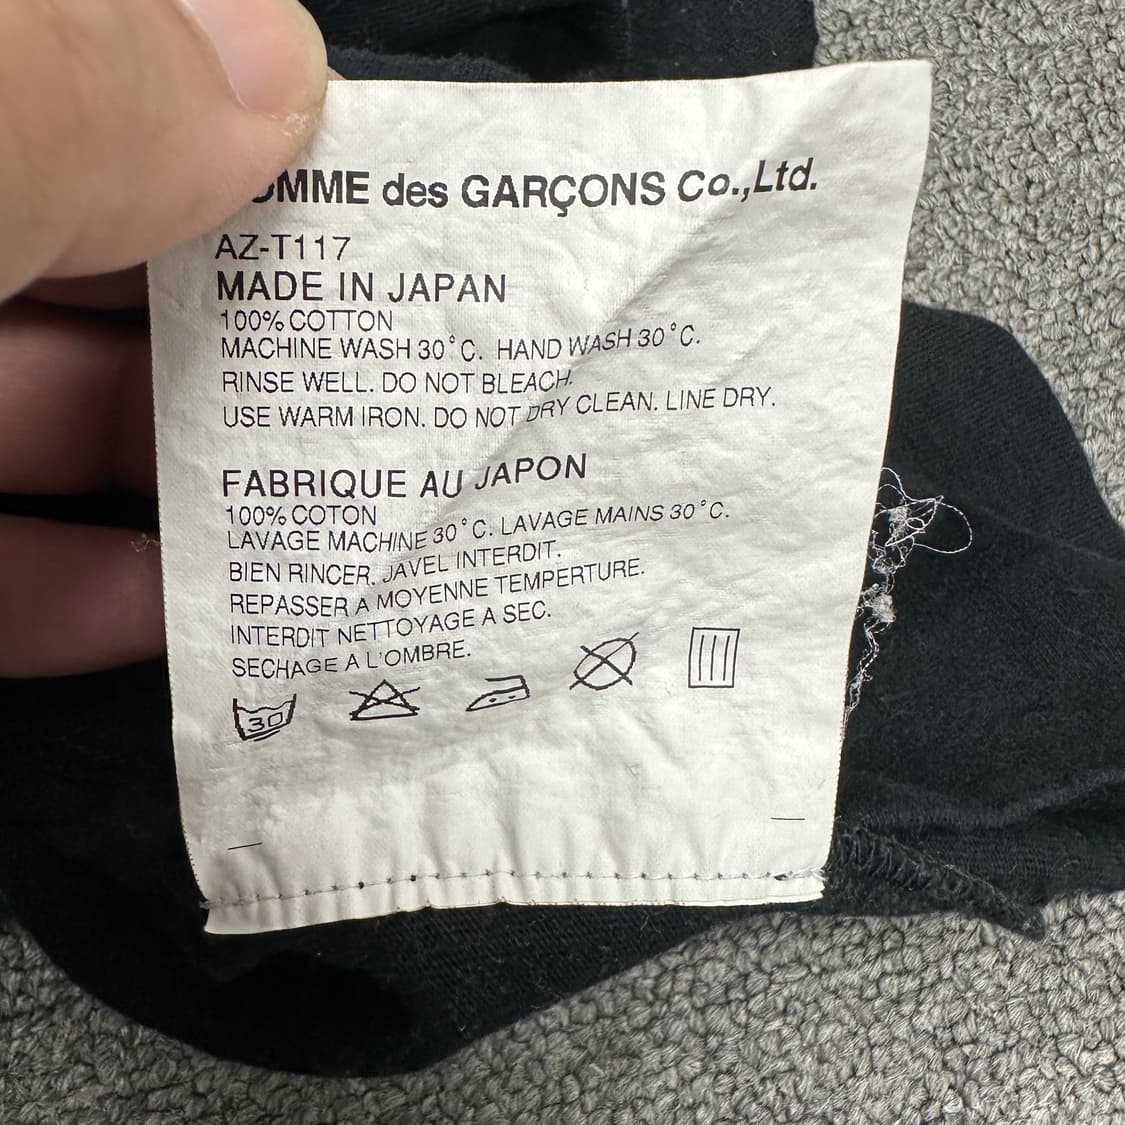 OMME des GARÇONS Co.,Ltd.
AZ-T117
MADE IN JAPAN
100% COTTON
MACHINE WASH 30°C. HAND WASH 30°C.
RINSE WELL. DO NOT BLEACH.
USE WARM IRON. DO NOT DRY CLEAN. LINE DRY.
FABRIQUE AU JAPON
100% COTON
LAVAGE MACHINE 30°C. LAVAGE MAINS 30°C.
BIEN RINCER. JAVEL INTERDIT.
REPASSER A MOYENNE TEMPERTURE.
INTERDIT NETTOYAGE A SEC.
SECHAGE A L'OMBRE.
30